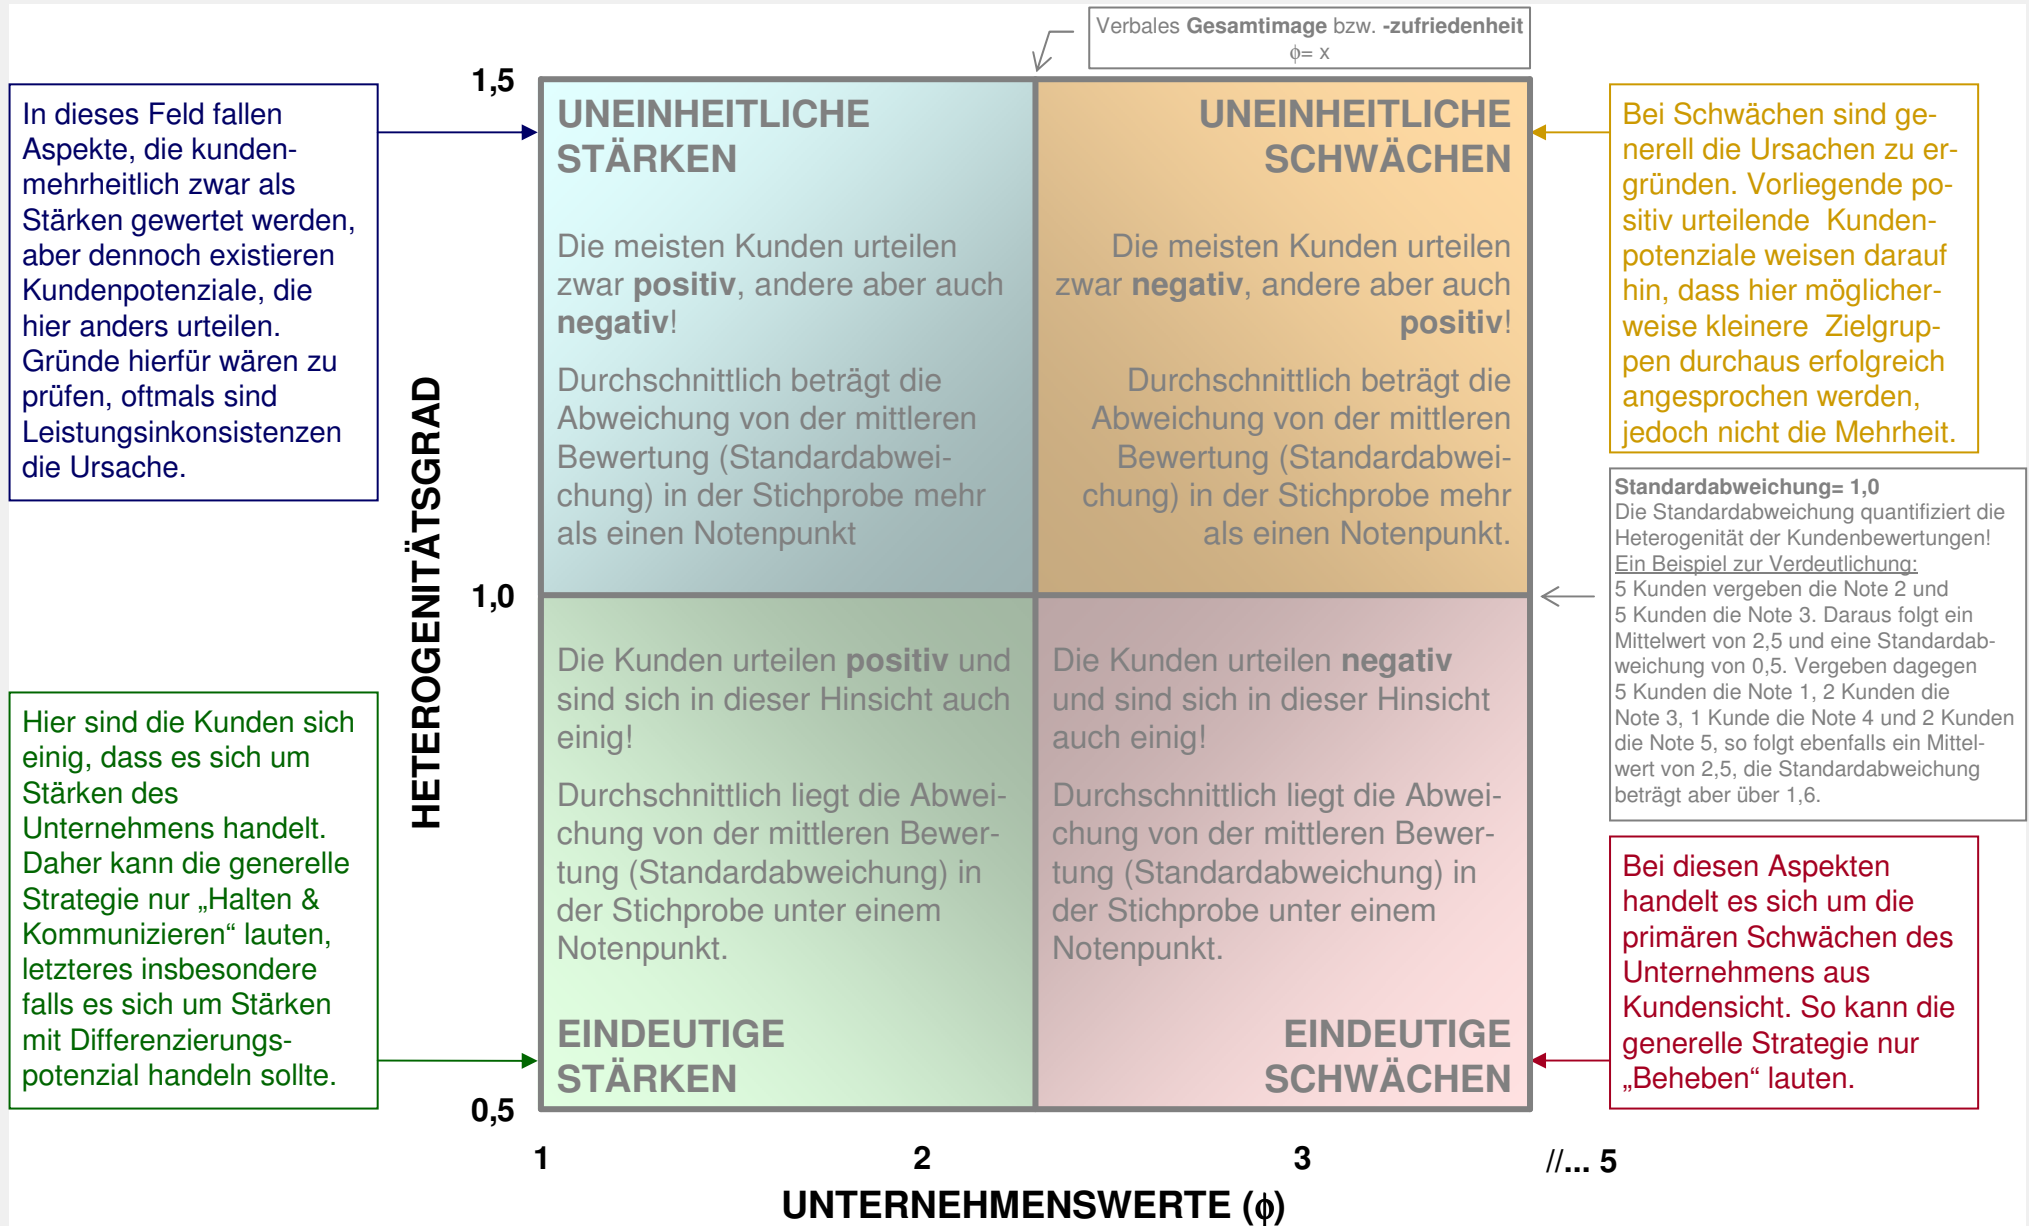 Verbales Gesamtimage bzw. -zufriedenheit
ϕ= x
In dieses Feld fallen
Aspekte, die kunden-
mehrheitlich zwar als
Stärken gewertet werden,
aber dennoch existieren
Kundenpotenziale, die
hier anders urteilen.
Gründe hierfür wären zu
prüfen, oftmals sind
Leistungsinkonsistenzen
die Ursache.
Hier sind die Kunden sich
einig, dass es sich um
Stärken des
Unternehmens handelt.
Daher kann die generelle
Strategie nur „Halten &
Kommunizieren“ lauten,
letzteres insbesondere
falls es sich um Stärken
mit Differenzierungs-
potenzial handeln sollte.
HETEROGENITÄTSGRAD
1,5
1,0
0,5
UNEINHEITLICHE
STÄRKEN
Die meisten Kunden urteilen
zwar positiv, andere aber auch
negativ!
Durchschnittlich beträgt die
Abweichung von der mittleren
Bewertung (Standardabwei-
chung) in der Stichprobe mehr
als einen Notenpunkt
UNEINHEITLICHE
SCHWÄCHEN
Die meisten Kunden urteilen
zwar negativ, andere aber auch
positiv!
Durchschnittlich beträgt die
Abweichung von der mittleren
Bewertung (Standardabwei-
chung) in der Stichprobe mehr
als einen Notenpunkt.
Die Kunden urteilen positiv und
sind sich in dieser Hinsicht auch
einig!
Durchschnittlich liegt die Abwei-
chung von der mittleren Bewer-
tung (Standardabweichung) in
der Stichprobe unter einem
Notenpunkt.
EINDEUTIGE
STÄRKEN
Die Kunden urteilen negativ
und sind sich in dieser Hinsicht
auch einig!
Durchschnittlich liegt die Abwei-
chung von der mittleren Bewer-
tung (Standardabweichung) in
der Stichprobe unter einem
Notenpunkt.
EINDEUTIGE
SCHWÄCHEN
1
2
3
//... 5
UNTERNEHMENSWERTE (ϕ)
Bei Schwächen sind ge-
nerell die Ursachen zu er-
gründen. Vorliegende po-
sitiv urteilende Kunden-
potenziale weisen darauf
hin, dass hier möglicher-
weise kleinere Zielgrup-
pen durchaus erfolgreich
angesprochen werden,
jedoch nicht die Mehrheit.
Standardabweichung= 1,0
Die Standardabweichung quantifiziert die
Heterogenität der Kundenbewertungen!
Ein Beispiel zur Verdeutlichung:
5 Kunden vergeben die Note 2 und
5 Kunden die Note 3. Daraus folgt ein
Mittelwert von 2,5 und eine Standardab-
weichung von 0,5. Vergeben dagegen
5 Kunden die Note 1, 2 Kunden die
Note 3, 1 Kunde die Note 4 und 2 Kunden
die Note 5, so folgt ebenfalls ein Mittel-
wert von 2,5, die Standardabweichung
beträgt aber über 1,6.
Bei diesen Aspekten
handelt es sich um die
primären Schwächen des
Unternehmens aus
Kundensicht. So kann die
generelle Strategie nur
„Beheben“ lauten.